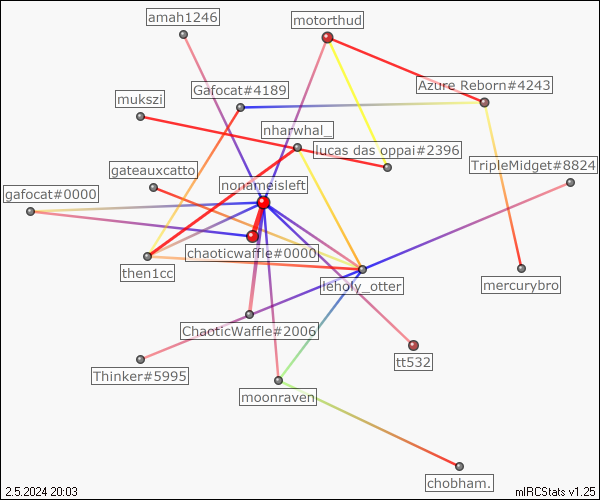 amah1246
motorthud
Gafocat#4189
Azure Reborn#4243
mukszi
nharwhal_
lucas das oppai#2396
gateauxcatto
TripleMidget#8824
nonameisleft
gafocat#0000
chaoticwaffle#0000
then1cc
leholy_otter
mercurybro
ChaoticWaffle#2006
tt532
Thinker#5995
moonraven
chobham.
2.5.2024 20:03
mIRCStats v1.25